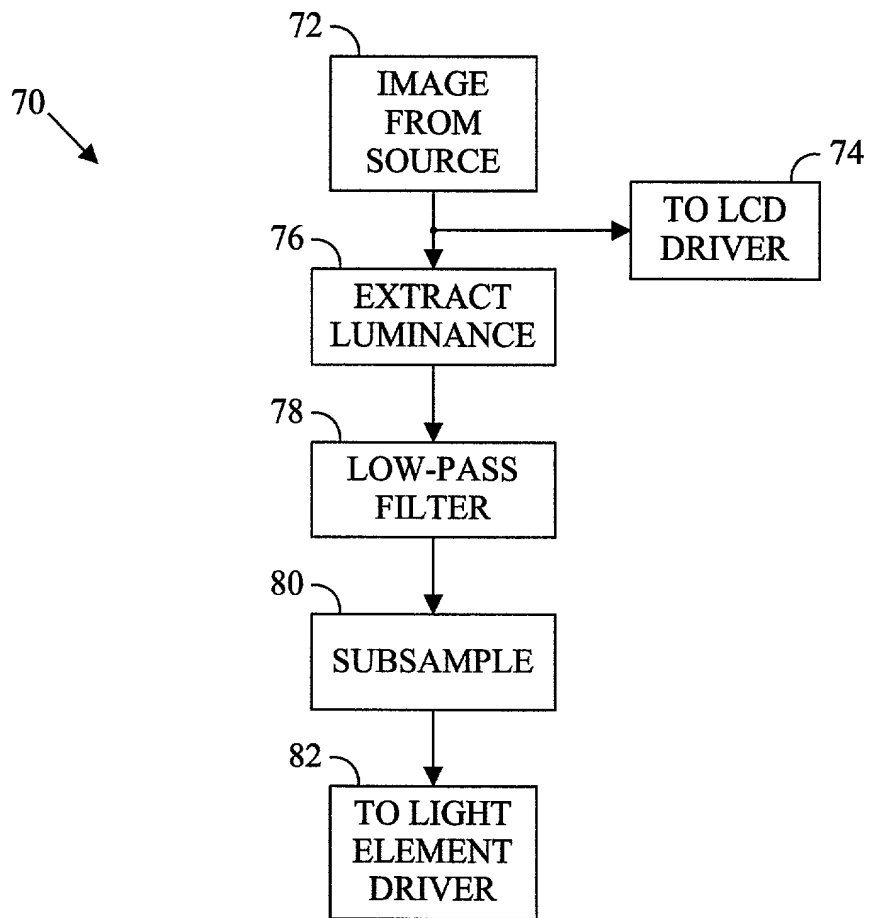 72
IMAGE
FROM
SOURCE
70
74
TO LCD
DRIVER
76
EXTRACT
LUMINANCE
78
LOW-PASS
FILTER
80
SUBSAMPLE
82
TO LIGHT
ELEMENT
DRIVER